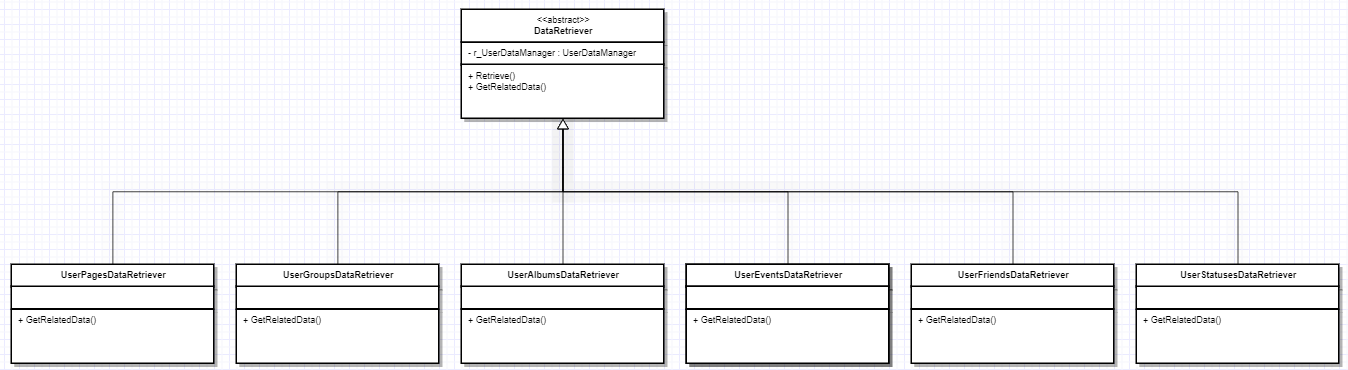 <<abstract>>
DataRetriever
- r_UserDataManager : UserDataManager
+ Retrieve()
+ GetRelatedData()
UserPagesDataRetriever
+ GetRelatedData()
UserGroupsDataRetriever
+ GetRelatedData()
UserAlbumsDataRetriever
+ GetRelatedData()
UserEventsDataRetriever
+ GetRelatedData()
UserFriendsDataRetriever
+ GetRelatedData()
UserStatusesDataRetriever
+ GetRelatedData()